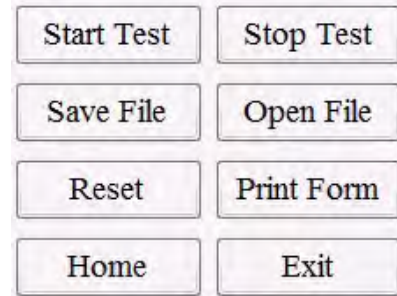 Start Test Stop Test
Save File Open File
Reset Print Form
Home Exit